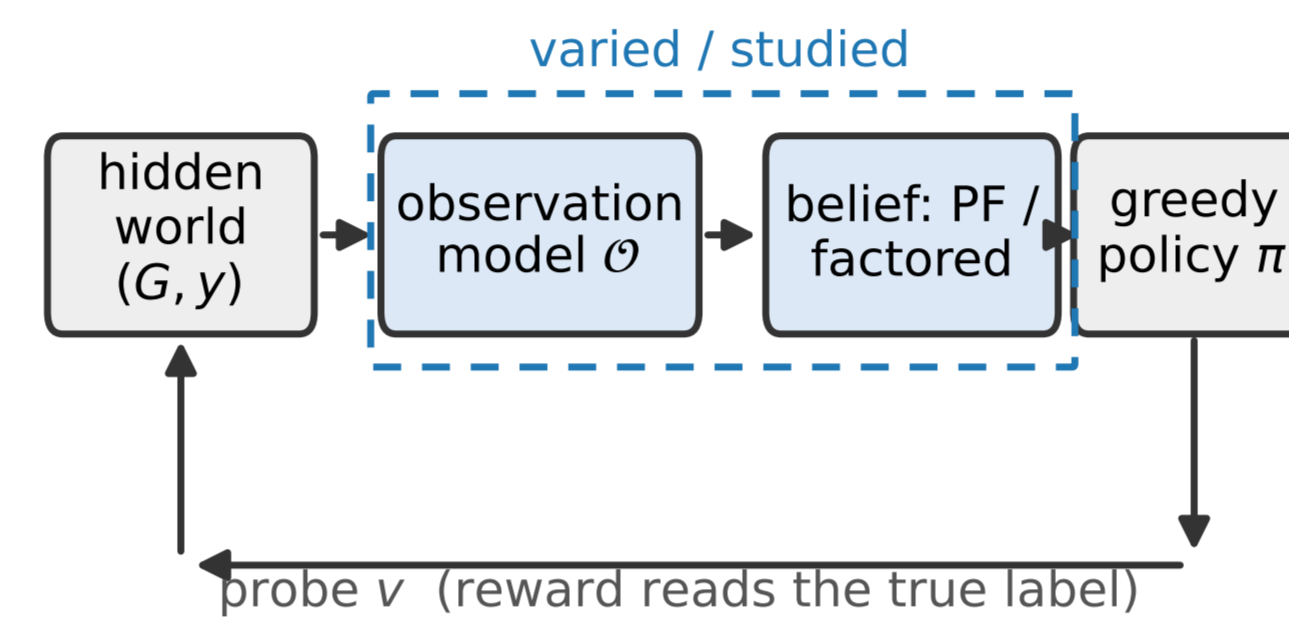 varied / studied
hidden
world
(G, y)
observation
model 𝒪
belief: PF /
factored
greedy
policy π
probe v (reward reads the true label)